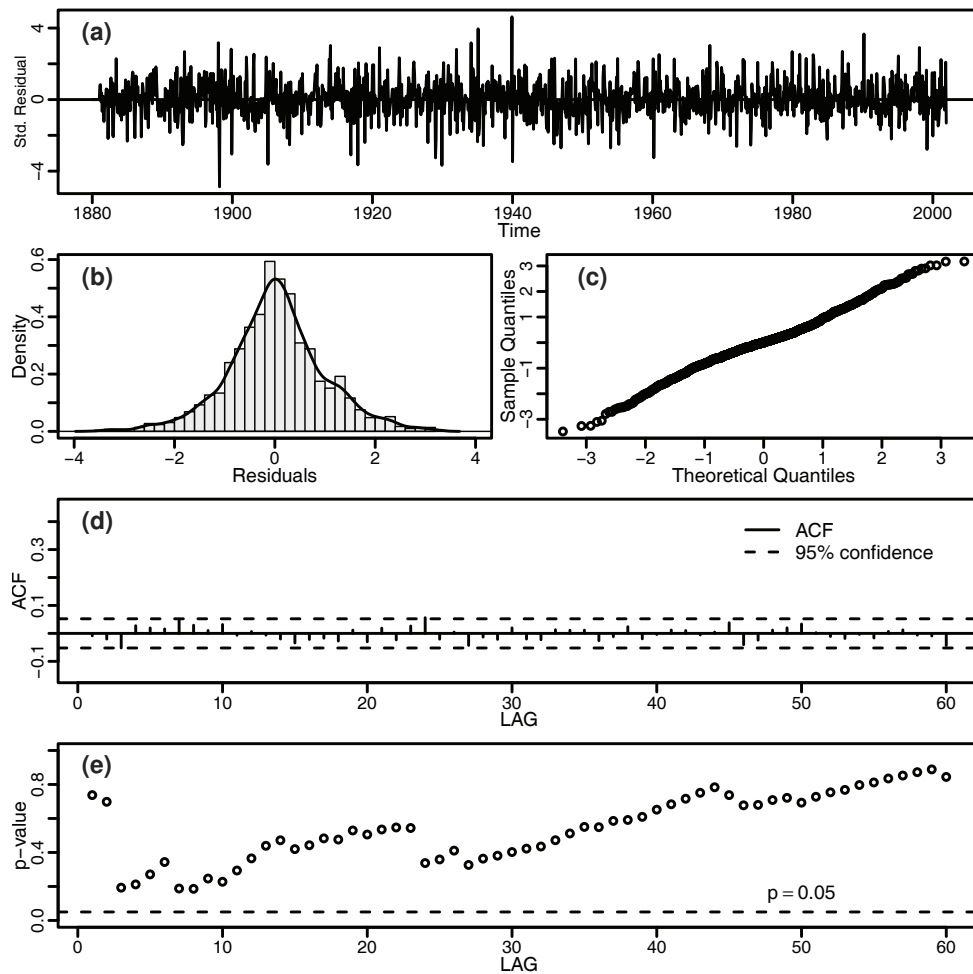 (a)
Std. Residual
4
0
−4
1880 1900 1920 1940 1960 1980 2000
Time
(b)
Density
0.6
0.4
0.2
0.0
−4 −2 0 2 4
Residuals
(c)
Sample Quantiles
3
1
−1
−3
−3 −2 −1 0 1 2 3
Theoretical Quantiles
(d)
ACF
95% confidence
ACF
0.3
0.1
−0.1
0 10 20 30 40 50 60
LAG
(e)
p−value
0.8
0.4
0.0
p = 0.05
0 10 20 30 40 50 60
LAG